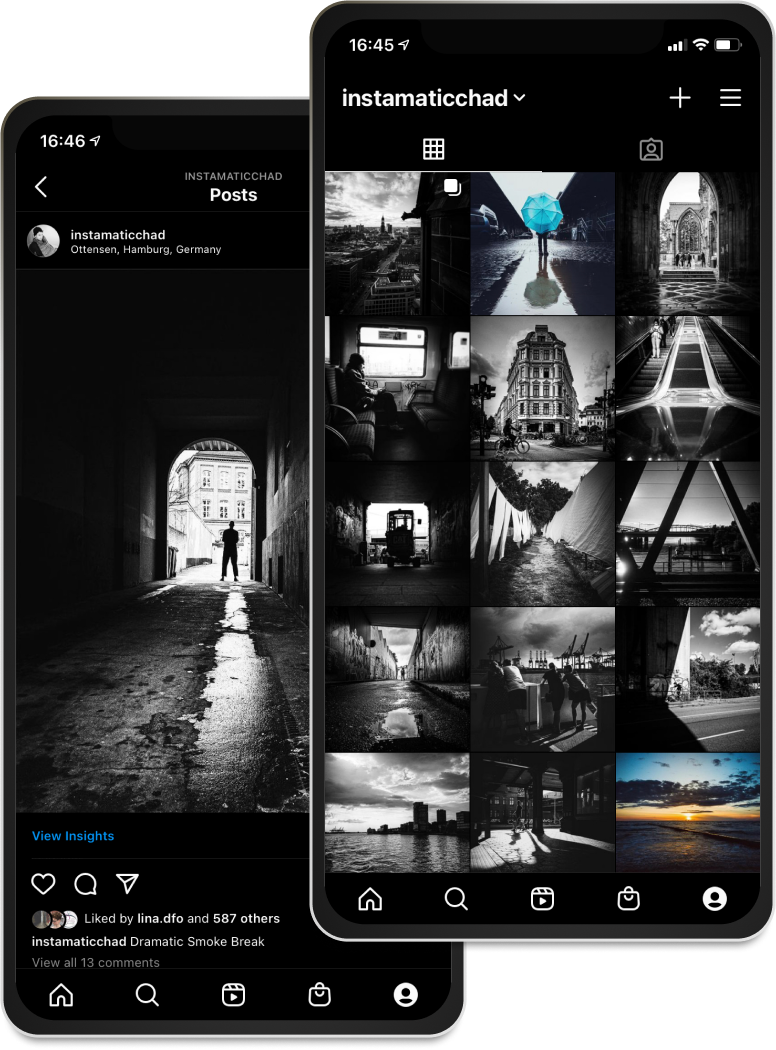 16:46
INSTAMATICCHAD
Posts
instamaticchad
Ottensen, Hamburg, Germany
View Insights
Liked by lina.dfo and 587 others
instamaticchad Dramatic Smoke Break
View all 13 comments
16:45
instamaticchad